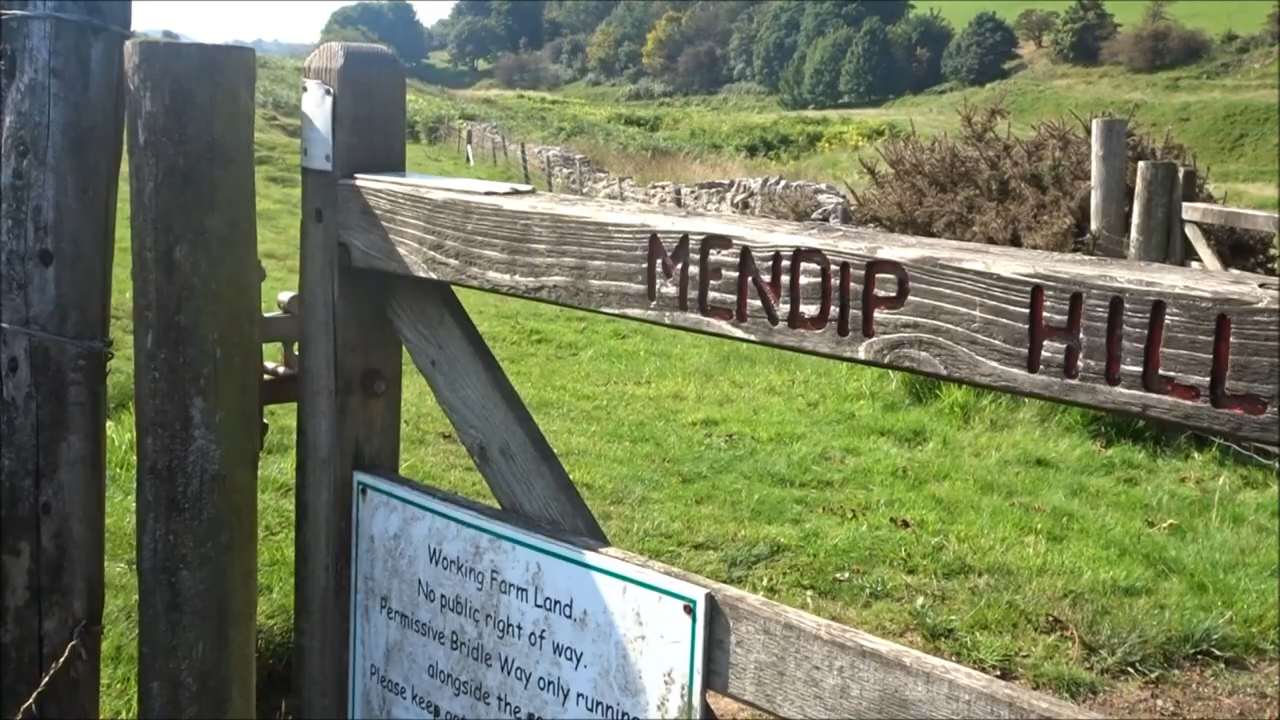 MENDIP HILL
Working Farm Land.
No public right of way.
Permissive Bridle Way only running
alongside the
Please keep